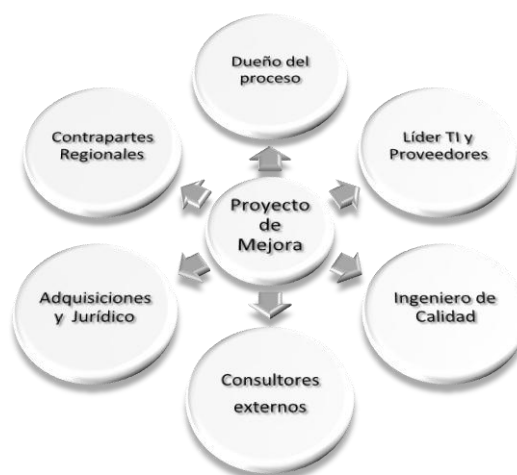 Dueño del
proceso
Contrapartes
Regionales
Líder TI y
Proveedores
Proyecto
de
Mejora
Adquisiciones
y Jurídico
Ingeniero de
Calidad
Consultores
externos